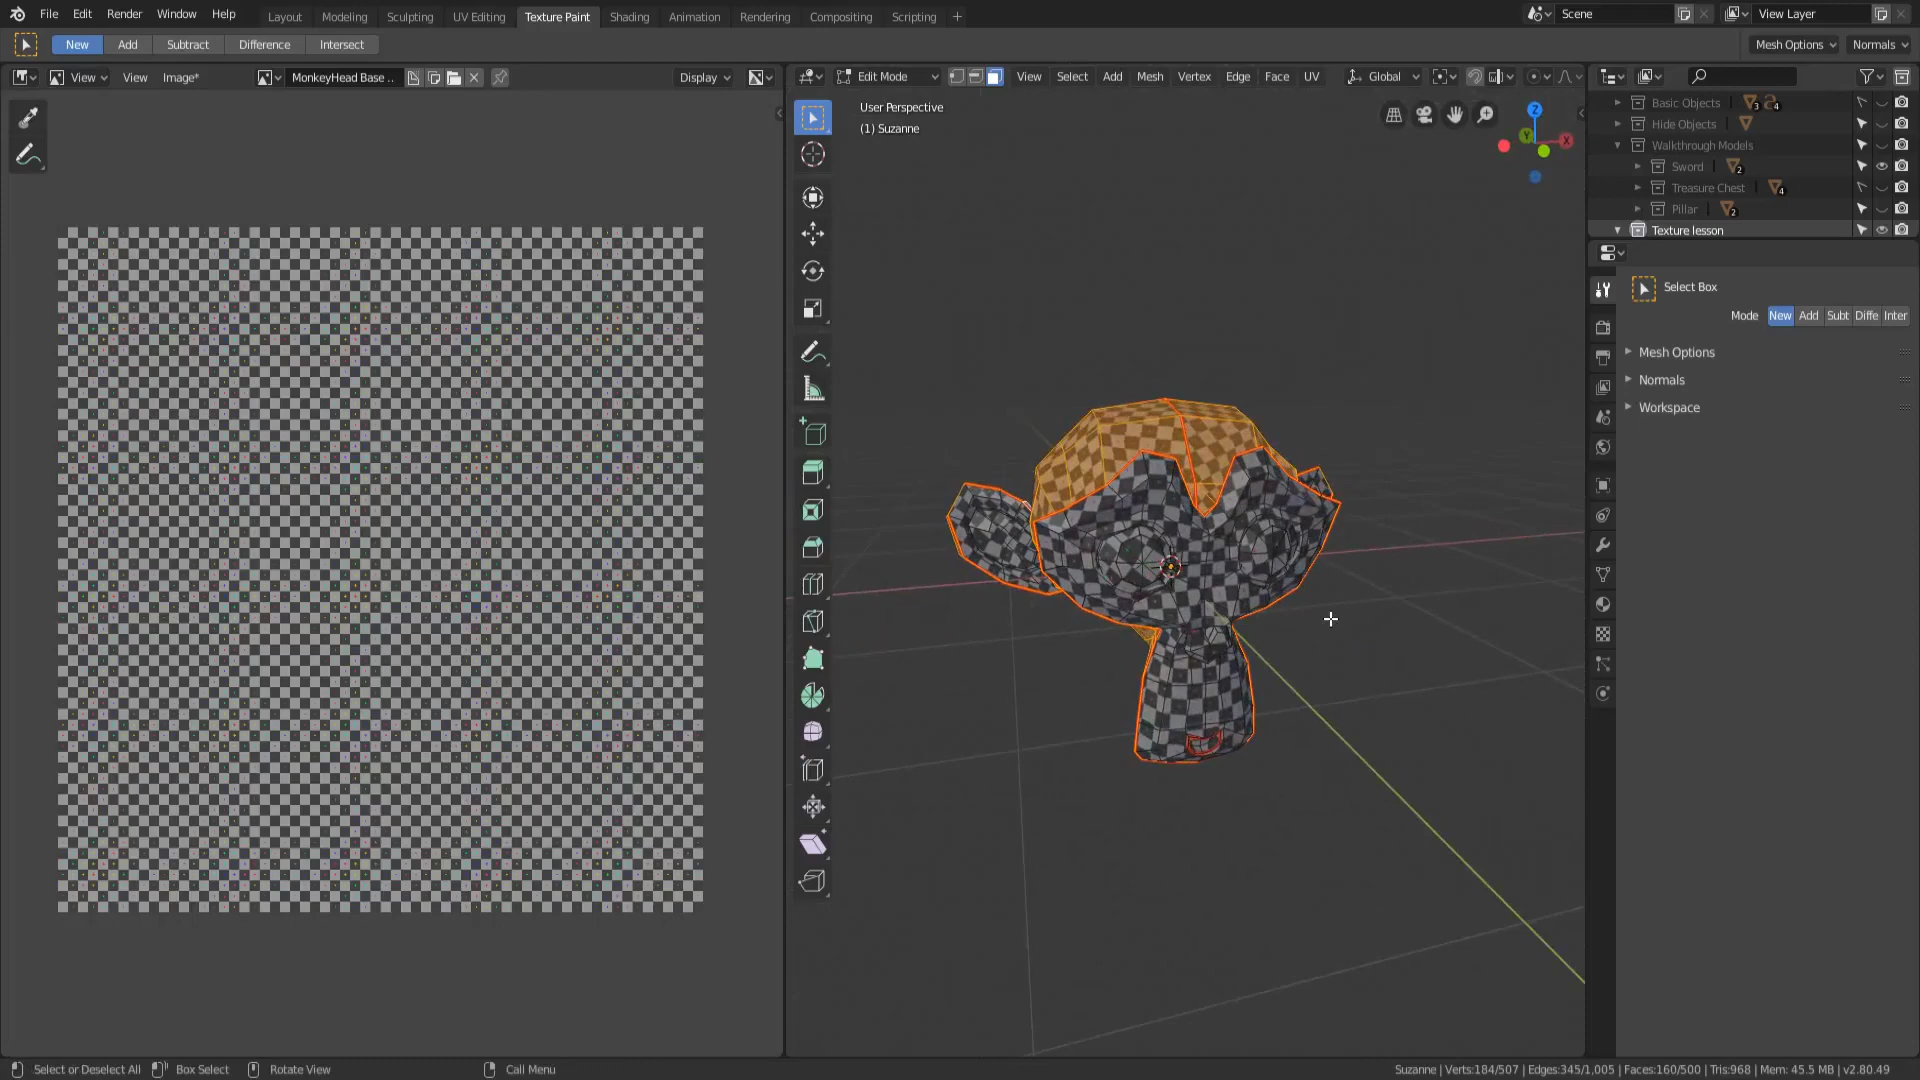 File Edit Render Window Help Layout Modeling Sculpting UV Editing Texture Paint Shading Animation Rendering Compositing Scripting + Scene View Layer
New Add Subtract Difference Intersect Mesh Options Normals
View View Image* MonkeyHead Base .. Display Edit Mode View Select Add Mesh Vertex Edge Face UV Global
User Perspective
(1) Suzanne
Z
Y
X
Basic Objects 3 4
Hide Objects
Walkthrough Models
Sword 2
Treasure Chest 4
Pillar 2
Texture lesson
Select Box
Mode New Add Subt Diffe Inter
Mesh Options
Normals
Workspace
Select or Deselect All Box Select Rotate View Call Menu Suzanne | Verts:184/507 | Edges:345/1,005 | Faces:160/500 | Tris:968 | Mem: 45.5 MB | v2.80.49